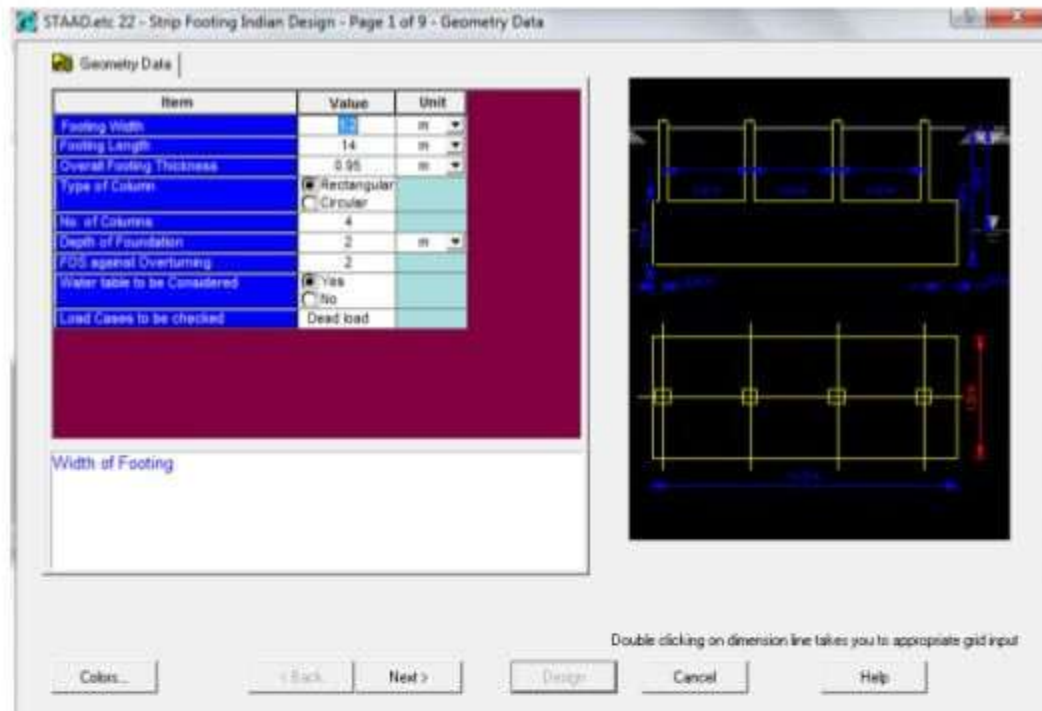 STAAD.etc 22 - Strip Footing Indian Design - Page 1 of 9 - Geometry Data
Geometry Data
Item Value Unit
Footing Width m
Footing Length 14 m
Overall Footing Thickness 0.95 m
Type of Column Rectangular
Circular
No. of Columns 4
Depth of Foundation 2 m
FOS against Overturning 2
Water table to be Considered Yes
No
Load Cases to be checked Dead load
Width of Footing
Double clicking on dimension line takes you to appropriate grid input
Colors... < Back Next > Design Cancel Help